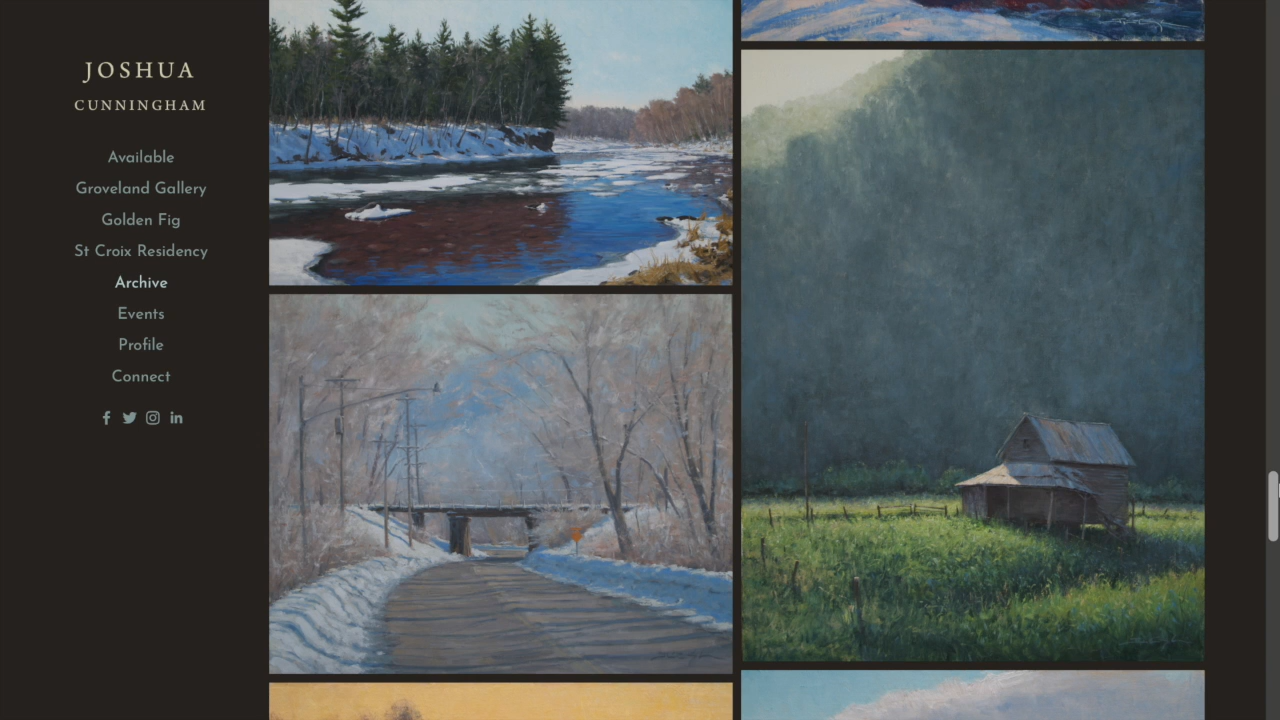 JOSHUA
CUNNINGHAM
Available
Groveland Gallery
Golden Fig
St Croix Residency
Archive
Events
Profile
Connect